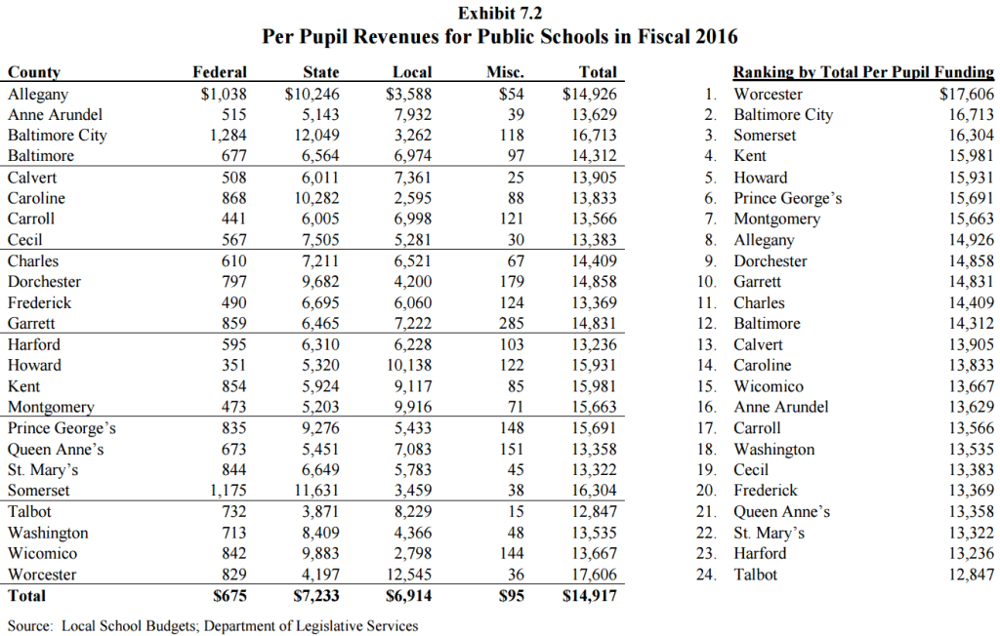 Exhibit 7.2
Per Pupil Revenues for Public Schools in Fiscal 2016
County Federal State Local Misc. Total
Allegany $1,038 $10,246 $3,588 $54 $14,926
Anne Arundel 515 5,143 7,932 39 13,629
Baltimore City 1,284 12,049 3,262 118 16,713
Baltimore 677 6,564 6,974 97 14,312
Calvert 508 6,011 7,361 25 13,905
Caroline 868 10,282 2,595 88 13,833
Carroll 441 6,005 6,998 121 13,566
Cecil 567 7,505 5,281 30 13,383
Charles 610 7,211 6,521 67 14,409
Dorchester 797 9,682 4,200 179 14,858
Frederick 490 6,695 6,060 124 13,369
Garrett 859 6,465 7,222 285 14,831
Harford 595 6,310 6,228 103 13,236
Howard 351 5,320 10,138 122 15,931
Kent 854 5,924 9,117 85 15,981
Montgomery 473 5,203 9,916 71 15,663
Prince George’s 835 9,276 5,433 148 15,691
Queen Anne’s 673 5,451 7,083 151 13,358
St. Mary’s 844 6,649 5,783 45 13,322
Somerset 1,175 11,631 3,459 38 16,304
Talbot 732 3,871 8,229 15 12,847
Washington 713 8,409 4,366 48 13,535
Wicomico 842 9,883 2,798 144 13,667
Worcester 829 4,197 12,545 36 17,606
Total $675 $7,233 $6,914 $95 $14,917
Ranking by Total Per Pupil Funding
1. Worcester $17,606
2. Baltimore City 16,713
3. Somerset 16,304
4. Kent 15,981
5. Howard 15,931
6. Prince George’s 15,691
7. Montgomery 15,663
8. Allegany 14,926
9. Dorchester 14,858
10. Garrett 14,831
11. Charles 14,409
12. Baltimore 14,312
13. Calvert 13,905
14. Caroline 13,833
15. Wicomico 13,667
16. Anne Arundel 13,629
17. Carroll 13,566
18. Washington 13,535
19. Cecil 13,383
20. Frederick 13,369
21. Queen Anne’s 13,358
22. St. Mary’s 13,322
23. Harford 13,236
24. Talbot 12,847
Source: Local School Budgets; Department of Legislative Services